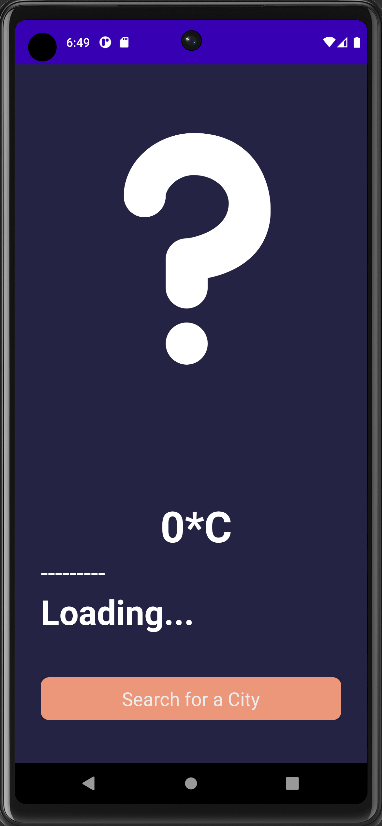 6:49
?
0*C
---------
Loading...
Search for a City